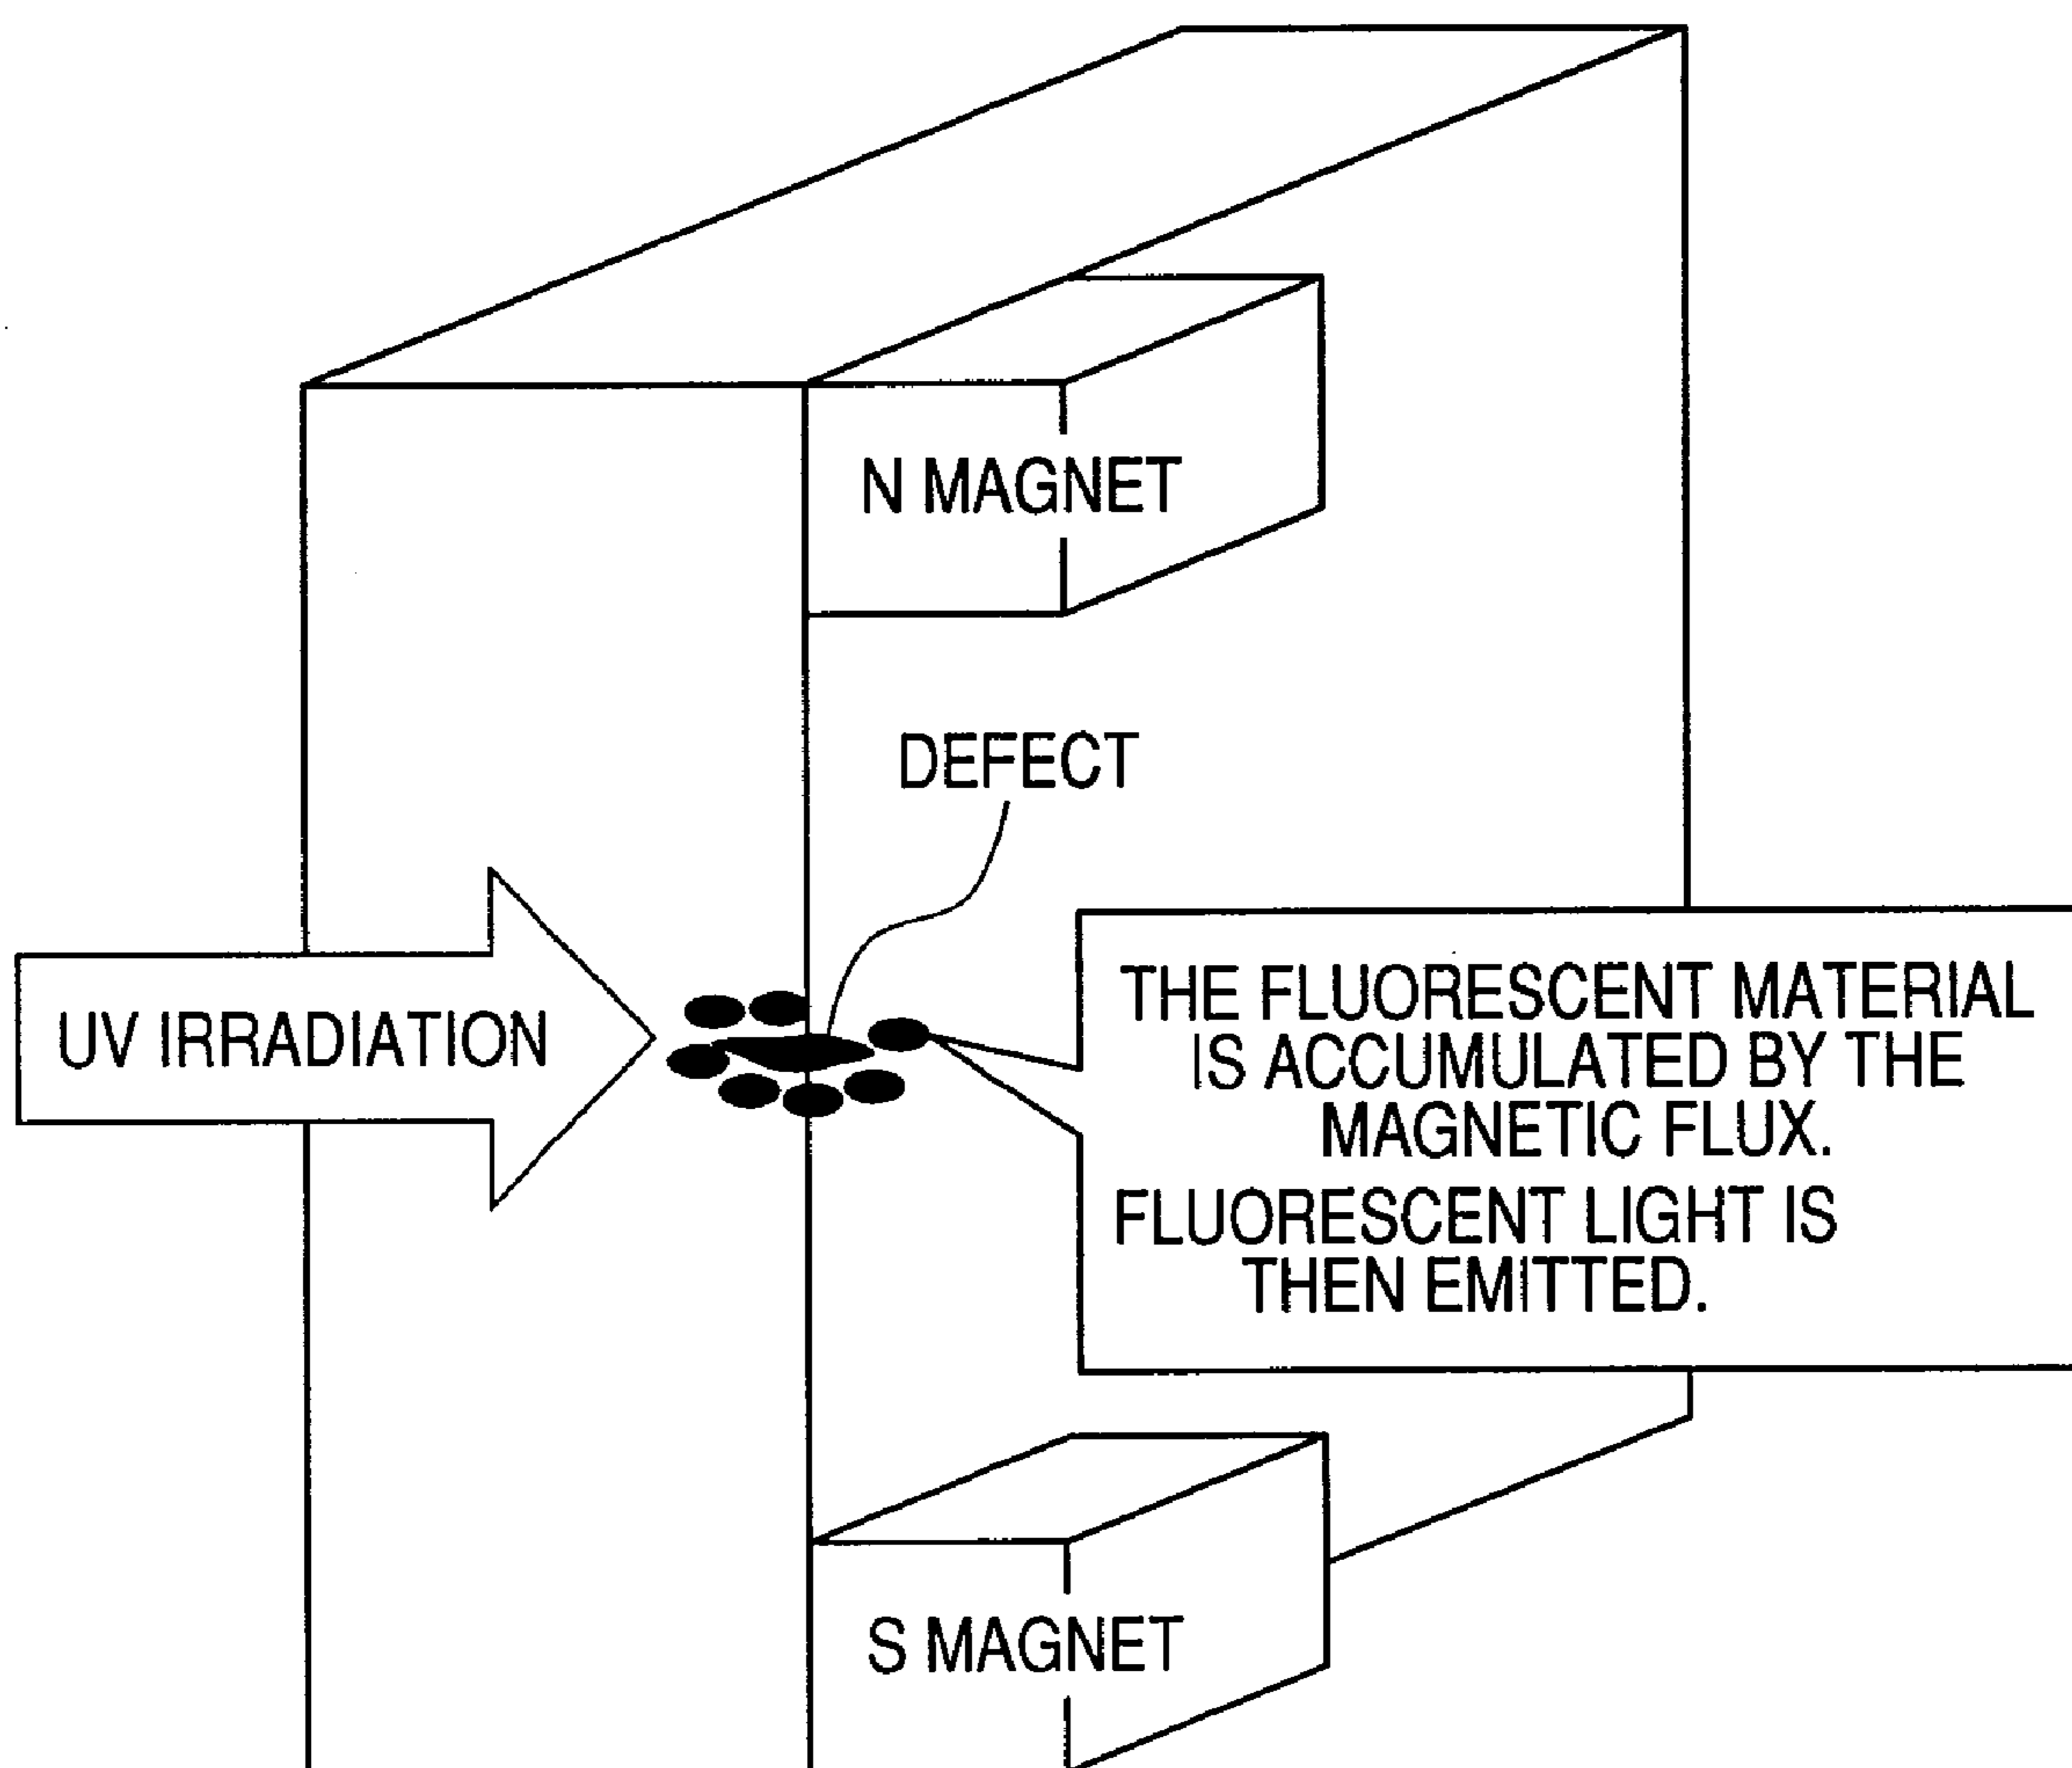 N MAGNET
DEFECT
UV IRRADIATION
THE FLUORESCENT MATERIAL
IS ACCUMULATED BY THE
MAGNETIC FLUX.
FLUORESCENT LIGHT IS
THEN EMITTED.
S MAGNET